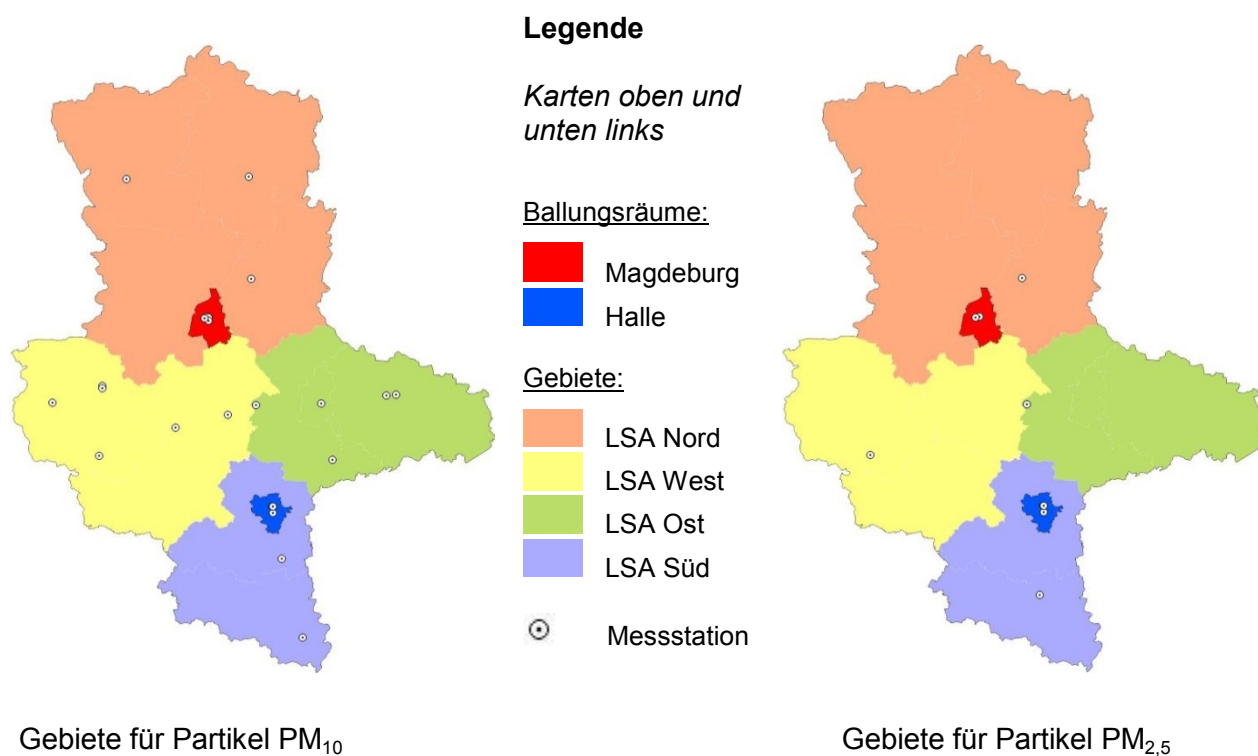 Legende
Karten oben und
unten links
Ballungsräume:
Magdeburg
Halle
Gebiete:
LSA Nord
LSA West
LSA Ost
LSA Süd
Messstation
Gebiete für Partikel PM₁₀
Gebiete für Partikel PM₂,₅